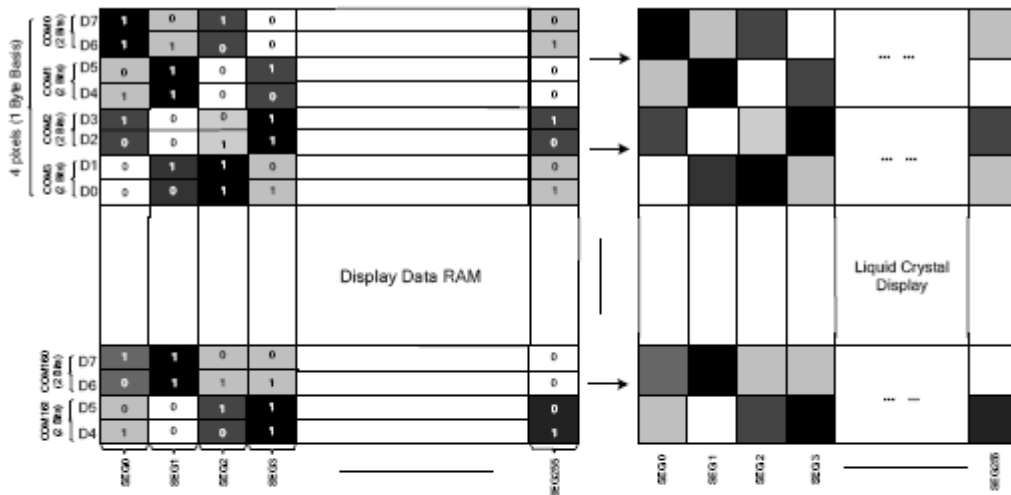 4 pixels (1 Byte Basis)
COM0 (2 Bits)
D7 1 0 1 0 0
D6 1 1 0 0 1
COM1 (2 Bits)
D5 0 1 0 1 0
D4 1 1 0 0 0
COM2 (2 Bits)
D3 1 0 0 1 1
D2 0 0 1 1 0
COM3 (2 Bits)
D1 0 1 1 0 0
D0 0 0 1 1 1
Display Data RAM
COM160 (2 Bits)
D7 1 1 0 0 0
D6 0 1 1 1 0
COM161 (2 Bits)
D5 0 0 1 1 0
D4 1 0 0 1 1
SEG0 SEG1 SEG2 SEG3 SEG255
... ...
... ...
Liquid Crystal
Display
... ...
SEG0 SEG1 SEG2 SEG3 SEG255